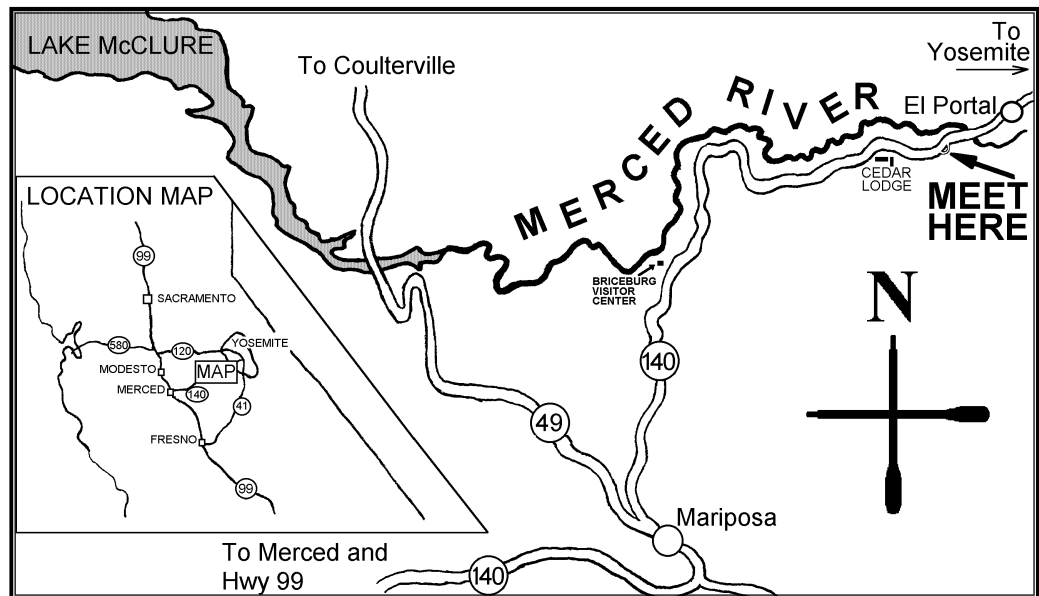 LAKE McCLURE
To Coulterville
MERCED RIVER
To
Yosemite
El Portal
CEDAR
LODGE
MEET
HERE
BRICEBURG
VISITOR
CENTER
N
140
49
Mariposa
To Merced and
Hwy 99
140
LOCATION MAP
99
SACRAMENTO
580
120
YOSEMITE
MODESTO
MAP
MERCED
140
41
FRESNO
99